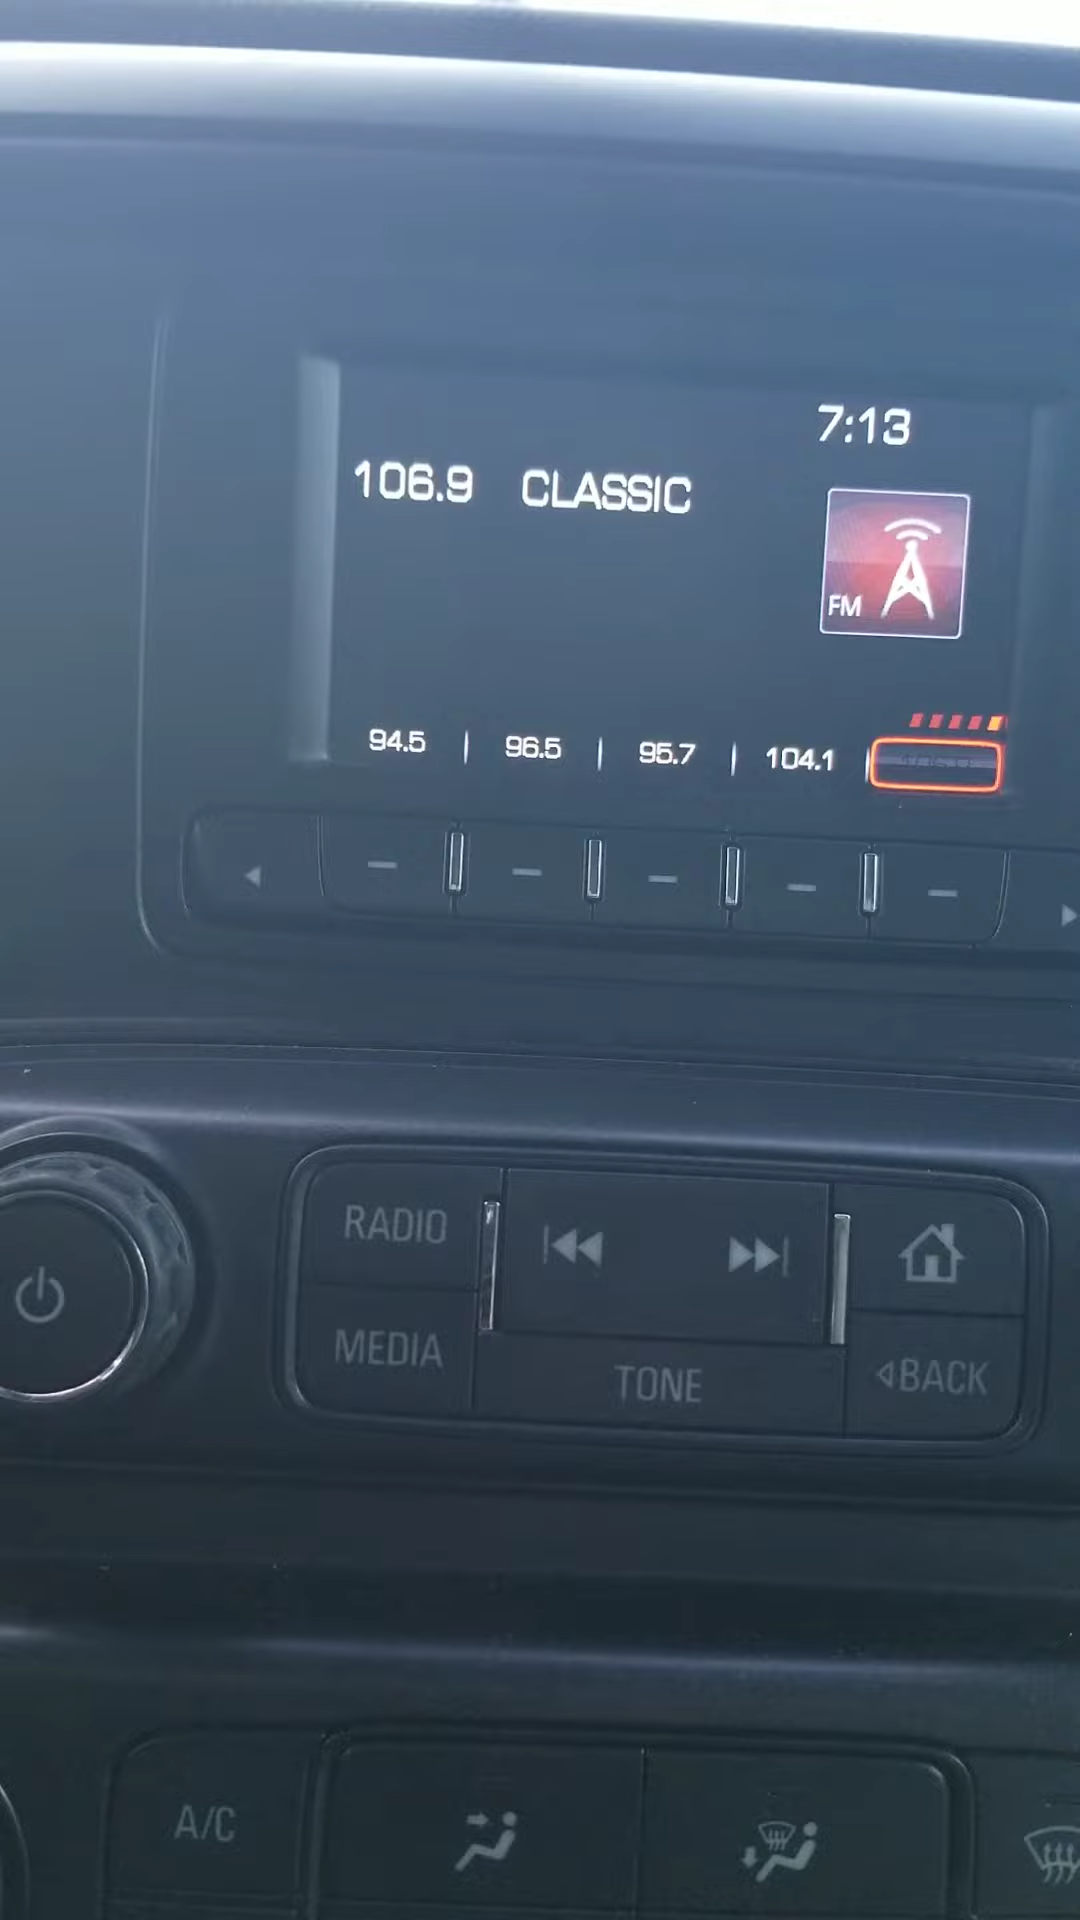 7:13
106.9 CLASSIC
FM
94.5 | 96.5 | 95.7 | 104.1 |
RADIO
MEDIA
TONE
BACK
A/C